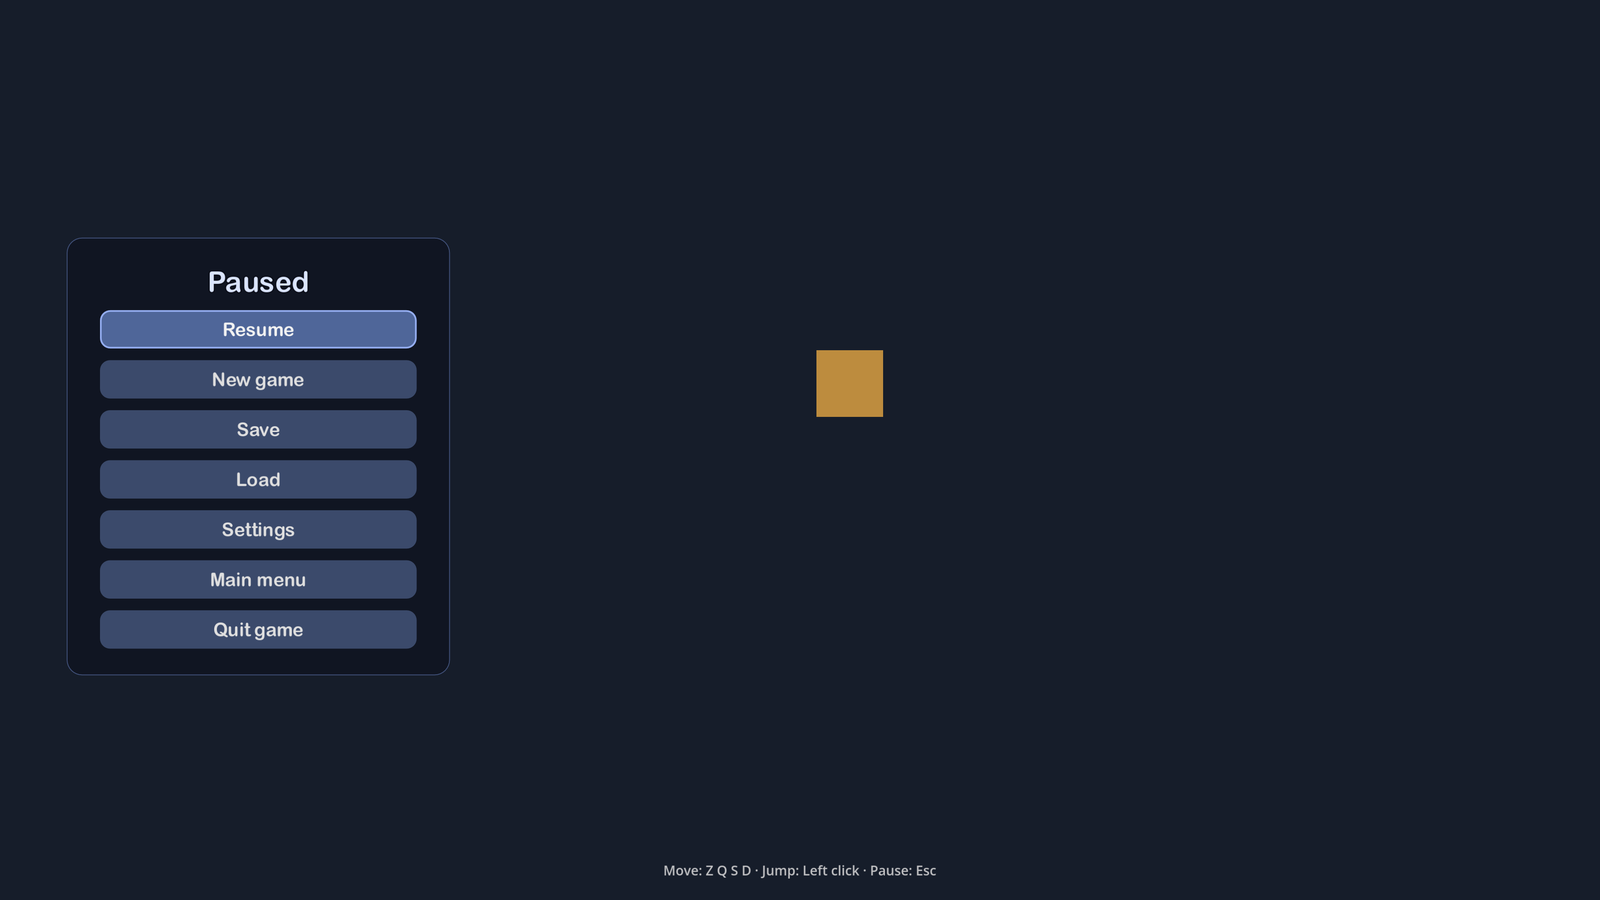 Paused
Resume
New game
Save
Load
Settings
Main menu
Quit game
Move: Z Q S D · Jump: Left click · Pause: Esc